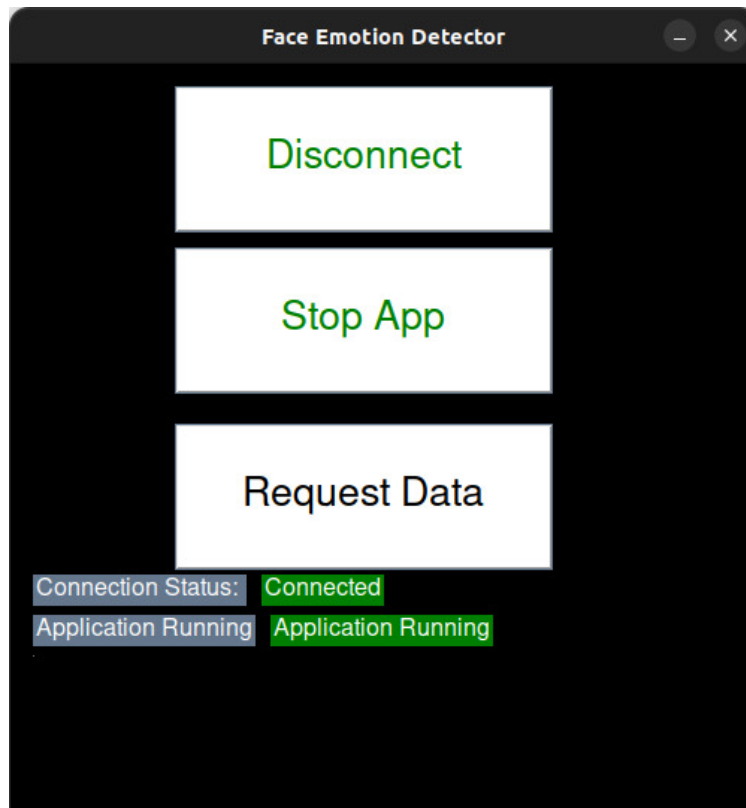 Face Emotion Detector
Disconnect
Stop App
Request Data
Connection Status: Connected
Application Running Application Running